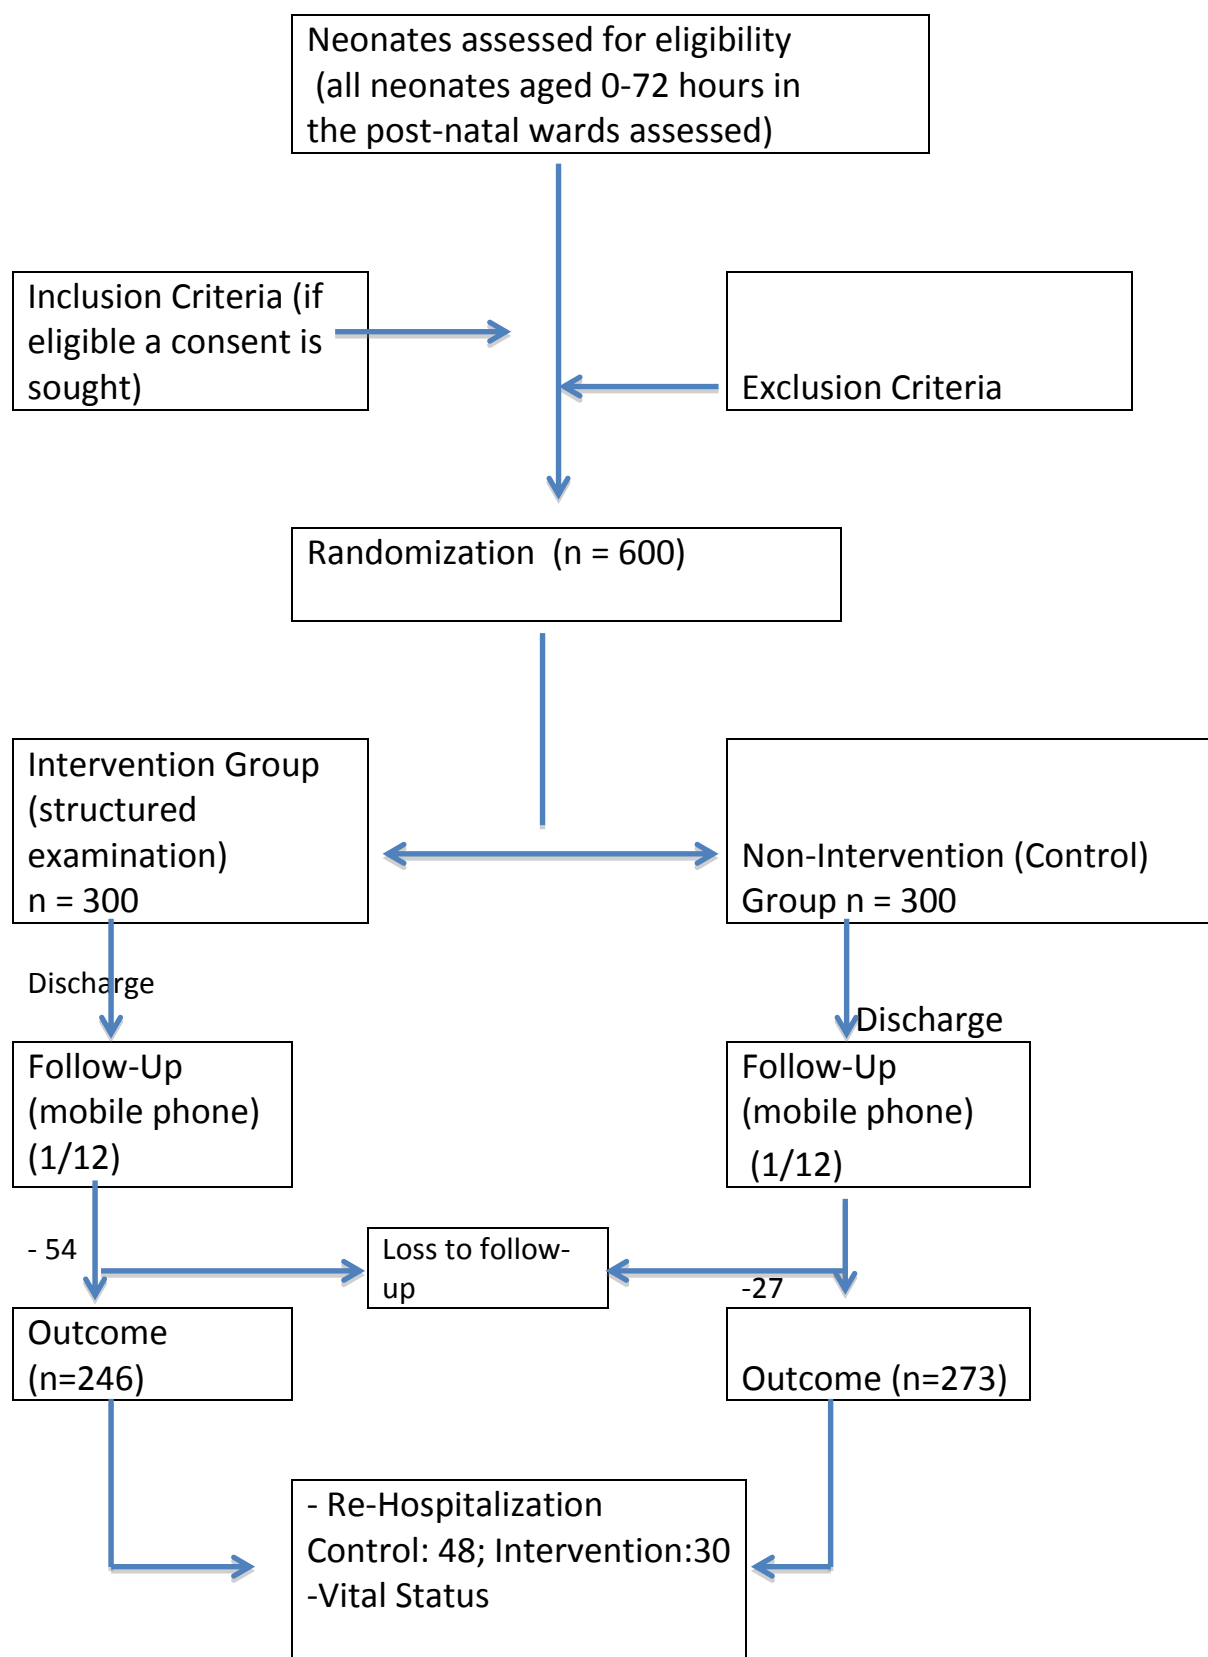 Neonates assessed for eligibility
(all neonates aged 0-72 hours in
the post-natal wards assessed)
Inclusion Criteria (if
eligible a consent is
sought)
Exclusion Criteria
Randomization (n = 600)
Intervention Group
(structured
examination)
n = 300
Non-Intervention (Control)
Group n = 300
Discharge
Discharge
Follow-Up
(mobile phone)
(1/12)
Follow-Up
(mobile phone)
(1/12)
- 54
Loss to follow-
up
-27
Outcome
(n=246)
Outcome (n=273)
- Re-Hospitalization
Control: 48; Intervention:30
-Vital Status